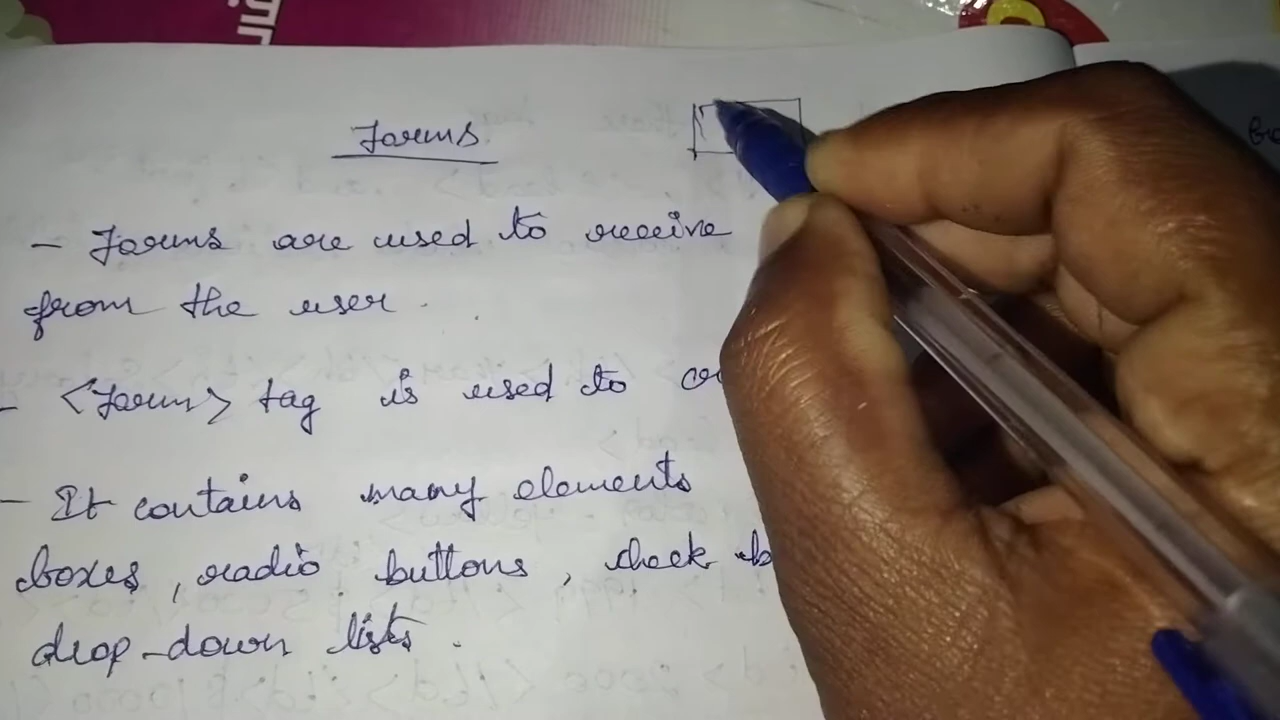 Forms
- Forms are used to receive
from the user.
- <Form> tag is used to
- It contains many elements
boxes, radio buttons, check b
drop-down lists.